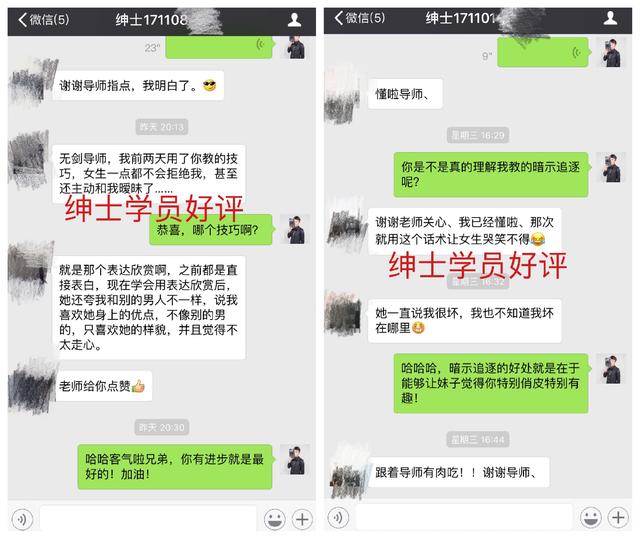 微信(5)
绅士171108
23"
谢谢导师指点，我明白了。😎
昨天 20:13
无剑导师，我前两天用了你教的技
巧，女生一点都不会拒绝我，甚至
还主动和我暧昧了……
绅士学员好评
恭喜，哪个技巧啊?
就是那个表达欣赏啊，之前都是直
接表白，现在学会用表达欣赏后，
她还夸我和别的男人不一样，说我
喜欢她身上的优点，不像别的男
的，只喜欢她的样貌，并且觉得不
太走心。
老师给你点赞👍
昨天 20:30
哈哈客气啦兄弟，你有进步就是最
好的！加油！
微信(5)
绅士171101
9"
懂啦导师、
星期三 16:29
你是不是真的理解我教的暗示追逐
呢?
谢谢老师关心、我已经懂啦、那次
就用这个话术让女生哭笑不得😂
绅士学员好评
星期三 16:32
她一直说我很坏，我也不知道我坏
在哪里
哈哈哈，暗示追逐的好处就是在于
能够让妹子觉得你特别俏皮特别有
趣！
星期三 16:44
跟着导师有肉吃！！谢谢导师、